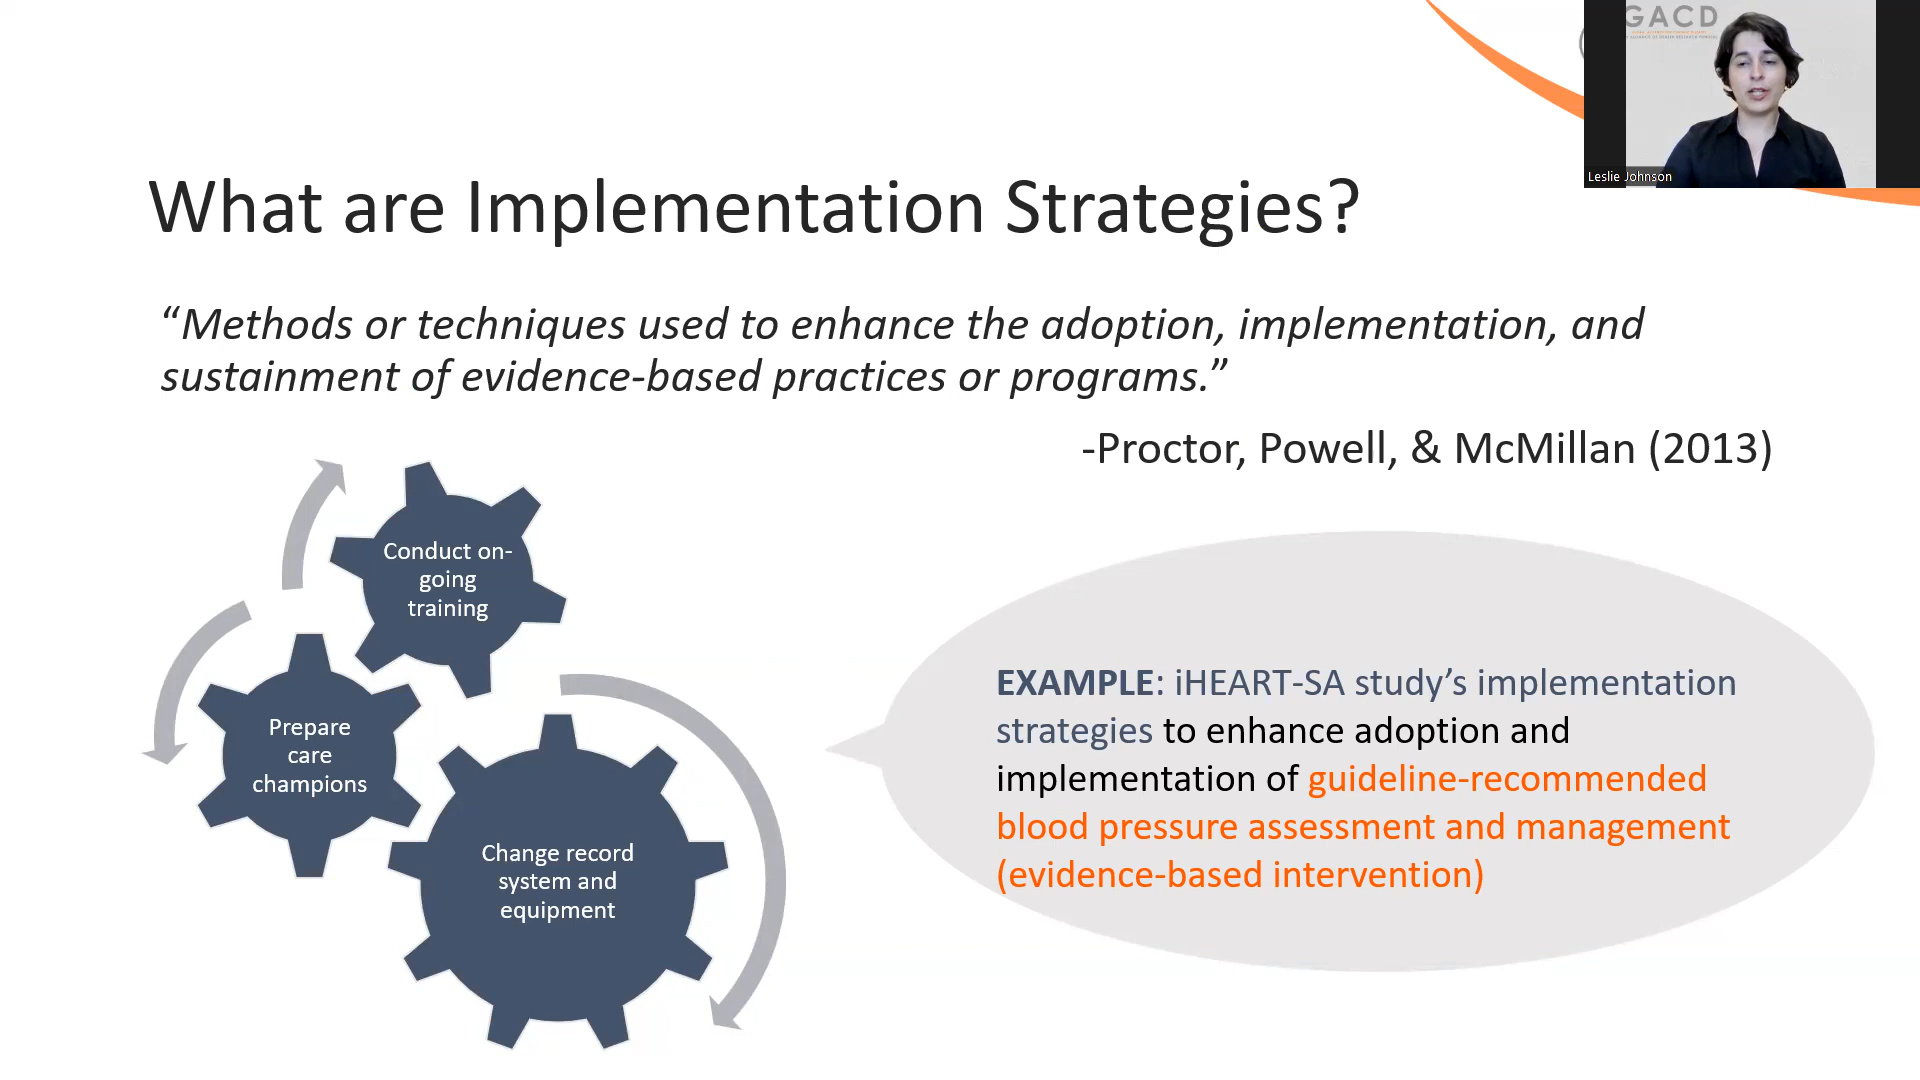 GACD
Leslie Johnson
What are Implementation Strategies?
“Methods or techniques used to enhance the adoption, implementation, and
sustainment of evidence-based practices or programs.”
-Proctor, Powell, & McMillan (2013)
Conduct on-
going
training
Prepare
care
champions
Change record
system and
equipment
EXAMPLE: iHEART-SA study’s implementation
strategies to enhance adoption and
implementation of guideline-recommended
blood pressure assessment and management
(evidence-based intervention)